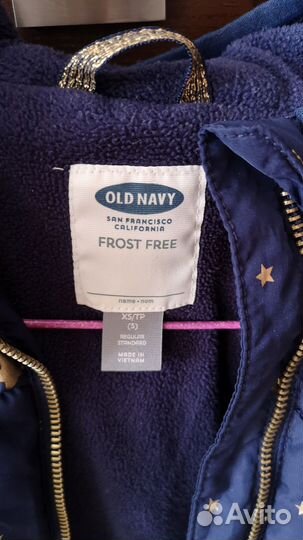 OLD NAVY
SAN FRANCISCO
CALIFORNIA
FROST FREE
name • nom
XS/TP
(5)
REGULAR
STANDARD
MADE IN
VIETNAM
Avito